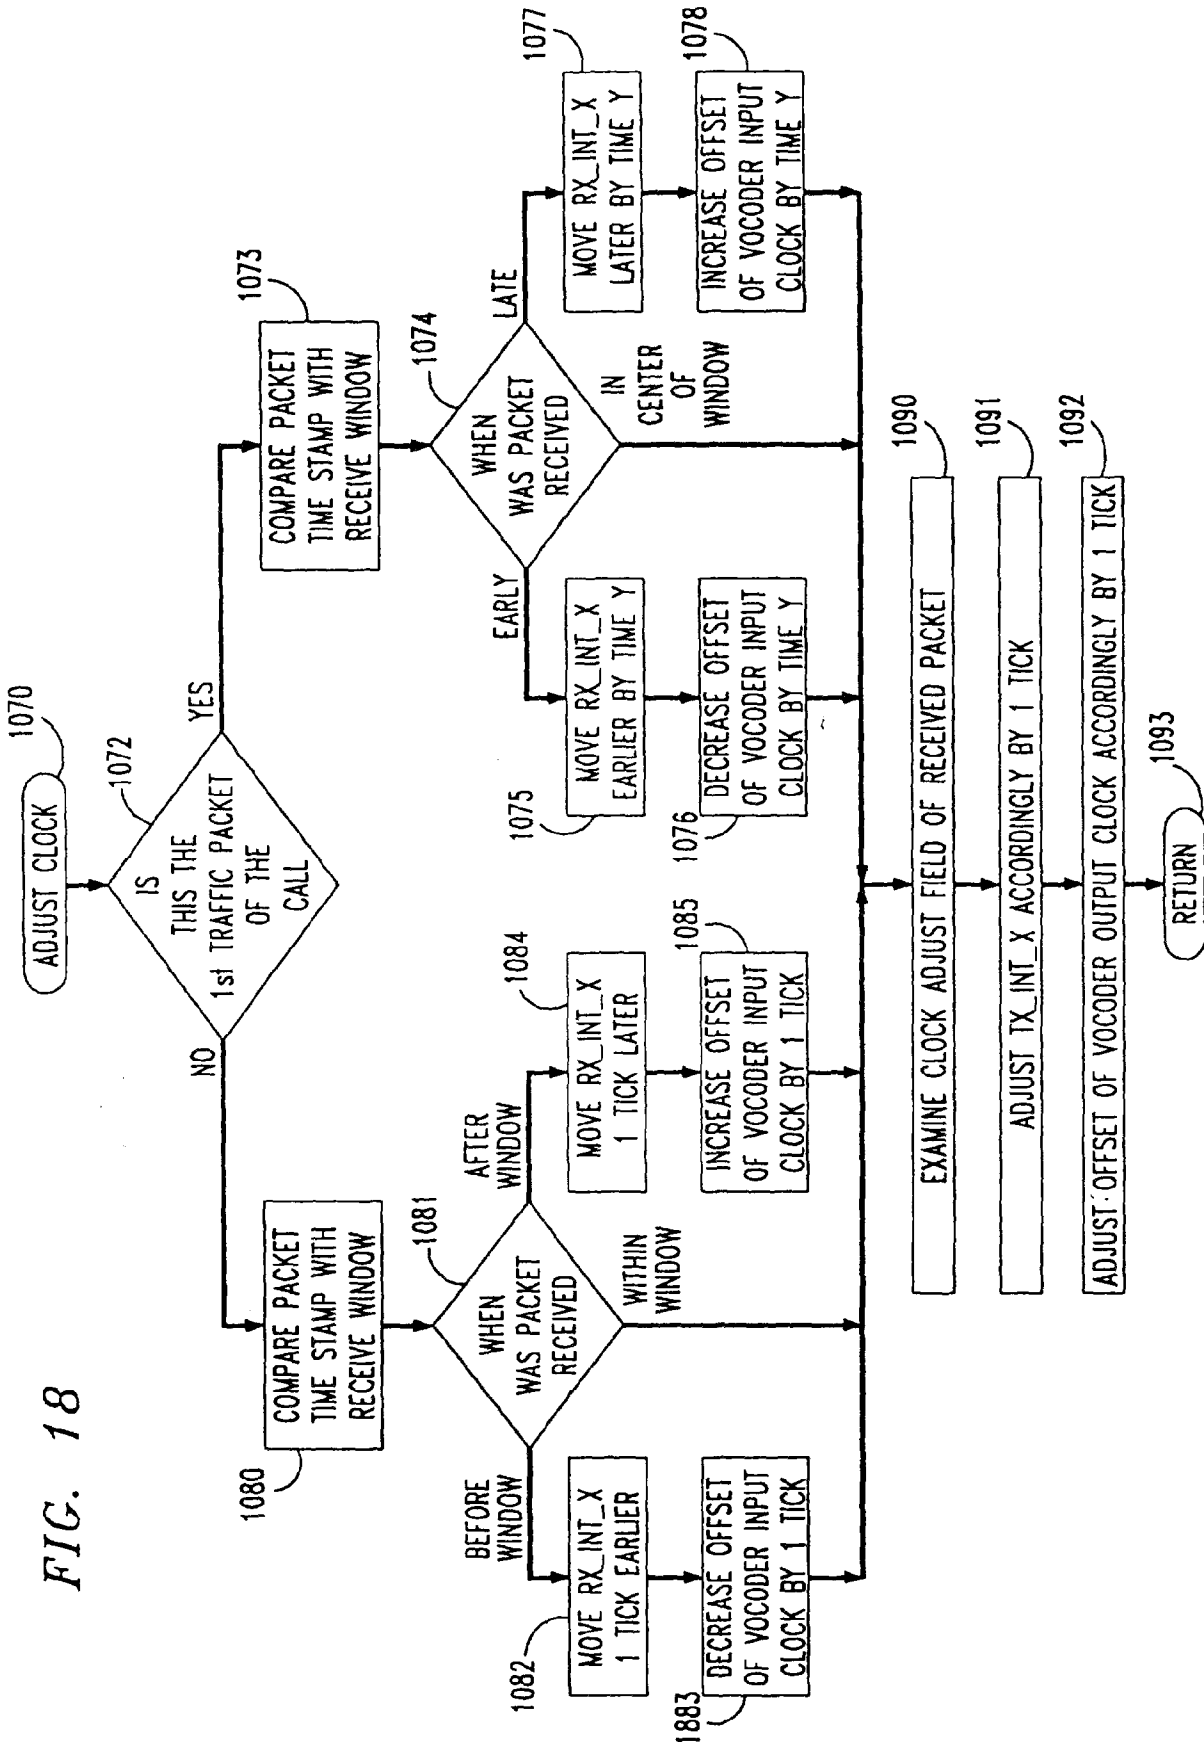 FIG. 18
ADJUST CLOCK
1070
IS
THIS THE
1st TRAFFIC PACKET
OF THE
CALL
1072
NO
YES
COMPARE PACKET
TIME STAMP WITH
RECEIVE WINDOW
1080
COMPARE PACKET
TIME STAMP WITH
RECEIVE WINDOW
1073
WHEN
WAS PACKET
RECEIVED
1081
BEFORE
WINDOW
AFTER
WINDOW
WITHIN
WINDOW
WHEN
WAS PACKET
RECEIVED
1074
EARLY
LATE
IN
CENTER
OF
WINDOW
MOVE RX_INT_X
1 TICK EARLIER
1082
MOVE RX_INT_X
1 TICK LATER
1084
MOVE RX_INT_X
EARLIER BY TIME Y
1075
MOVE RX_INT_X
LATER BY TIME Y
1077
DECREASE OFFSET
OF VOCODER INPUT
CLOCK BY 1 TICK
1883
INCREASE OFFSET
OF VOCODER INPUT
CLOCK BY 1 TICK
1085
DECREASE OFFSET
OF VOCODER INPUT
CLOCK BY TIME Y
1076
INCREASE OFFSET
OF VOCODER INPUT
CLOCK BY TIME Y
1078
EXAMINE CLOCK ADJUST FIELD OF RECEIVED PACKET
1090
ADJUST TX_INT_X ACCORDINGLY BY 1 TICK
1091
ADJUST OFFSET OF VOCODER OUTPUT CLOCK ACCORDINGLY BY 1 TICK
1092
RETURN
1093